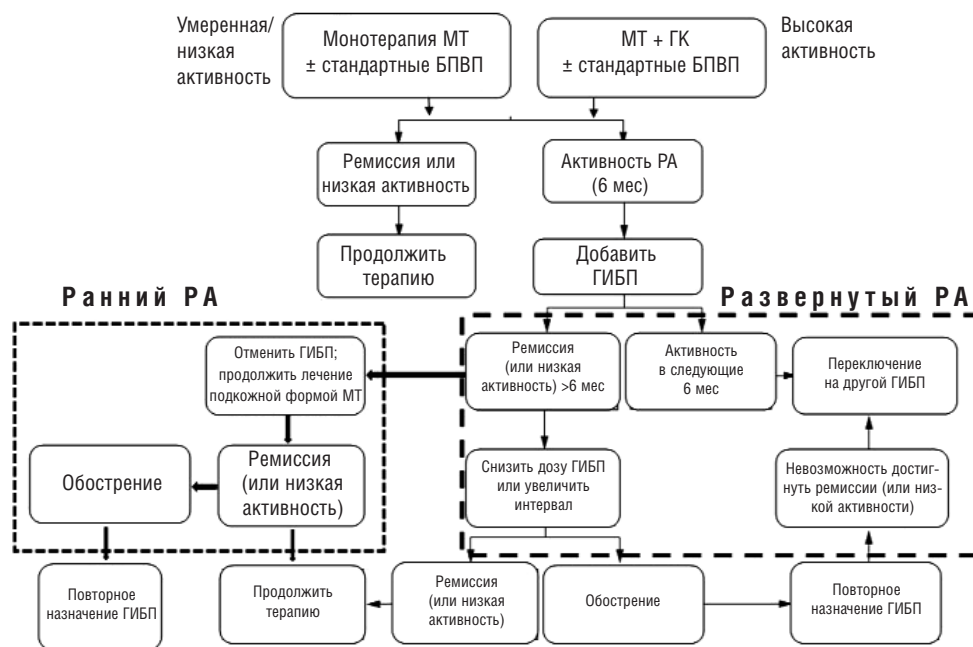 Умеренная/
низкая
активность
Монотерапия МТ
± стандартные БПВП
МТ + ГК
± стандартные БПВП
Высокая
активность
Ремиссия или
низкая активность
Активность РА
(6 мес)
Продолжить
терапию
Добавить
ГИБП
Ранний РА
Развернутый РА
Отменить ГИБП;
продолжить лечение
подкожной формой МТ
Ремиссия
(или низкая
активность) >6 мес
Активность
в следующие
6 мес
Переключение
на другой ГИБП
Обострение
Ремиссия
(или низкая
активность)
Снизить дозу ГИБП
или увеличить
интервал
Невозможность достиг-
нуть ремиссии (или низ-
кой активности)
Повторное
назначение ГИБП
Продолжить
терапию
Ремиссия
(или низкая
активность)
Обострение
Повторное
назначение ГИБП